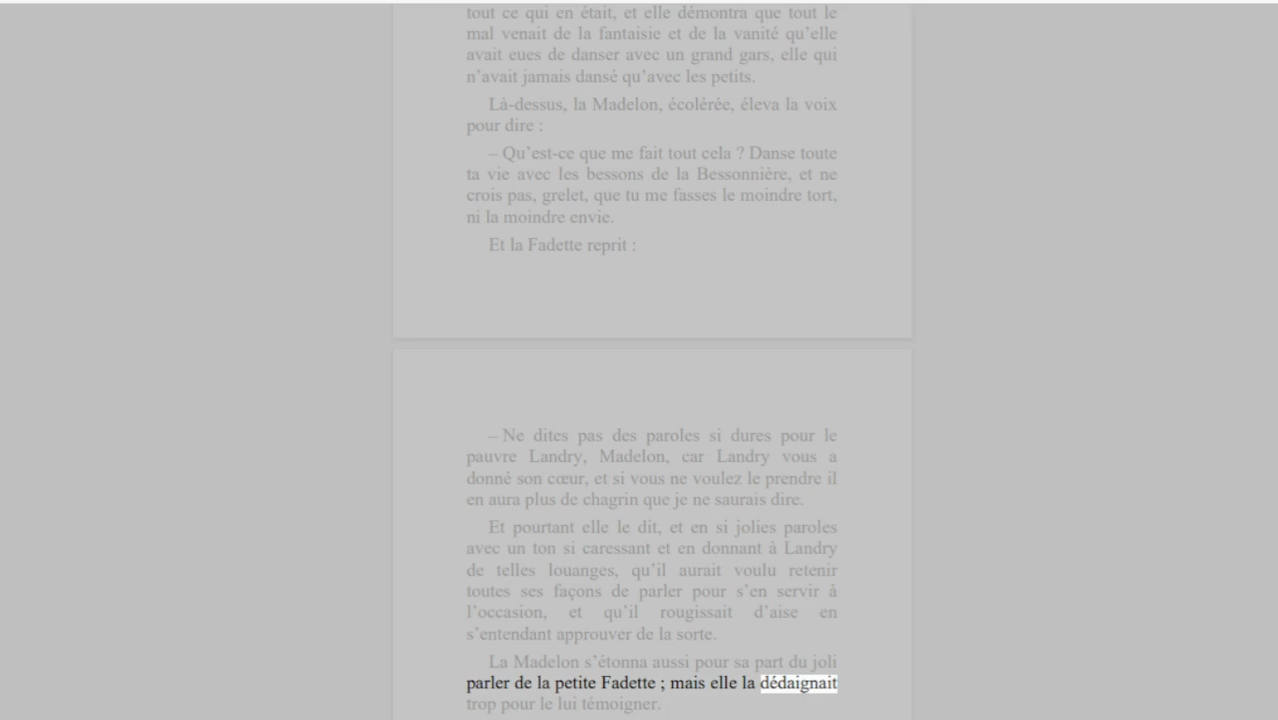 tout ce qui en était, et elle démontra que tout le
mal venait de la fantaisie et de la vanité qu’elle
avait eues de danser avec un grand gars, elle qui
n’avait jamais dansé qu’avec les petits.
Là-dessus, la Madelon, écolérée, éleva la voix
pour dire :
– Qu’est-ce que me fait tout cela ? Danse toute
ta vie avec les bessons de la Bessonnière, et ne
crois pas, grelet, que tu me fasses le moindre tort,
ni la moindre envie.
Et la Fadette reprit :
– Ne dites pas des paroles si dures pour le
pauvre Landry, Madelon, car Landry vous a
donné son cœur, et si vous ne voulez le prendre il
en aura plus de chagrin que je ne saurais dire.
Et pourtant elle le dit, et en si jolies paroles
avec un ton si caressant et en donnant à Landry
de telles louanges, qu’il aurait voulu retenir
toutes ses façons de parler pour s’en servir à
l’occasion, et qu’il rougissait d’aise en
s’entendant approuver de la sorte.
La Madelon s’étonna aussi pour sa part du joli
parler de la petite Fadette ; mais elle la dédaignait
trop pour le lui témoigner.